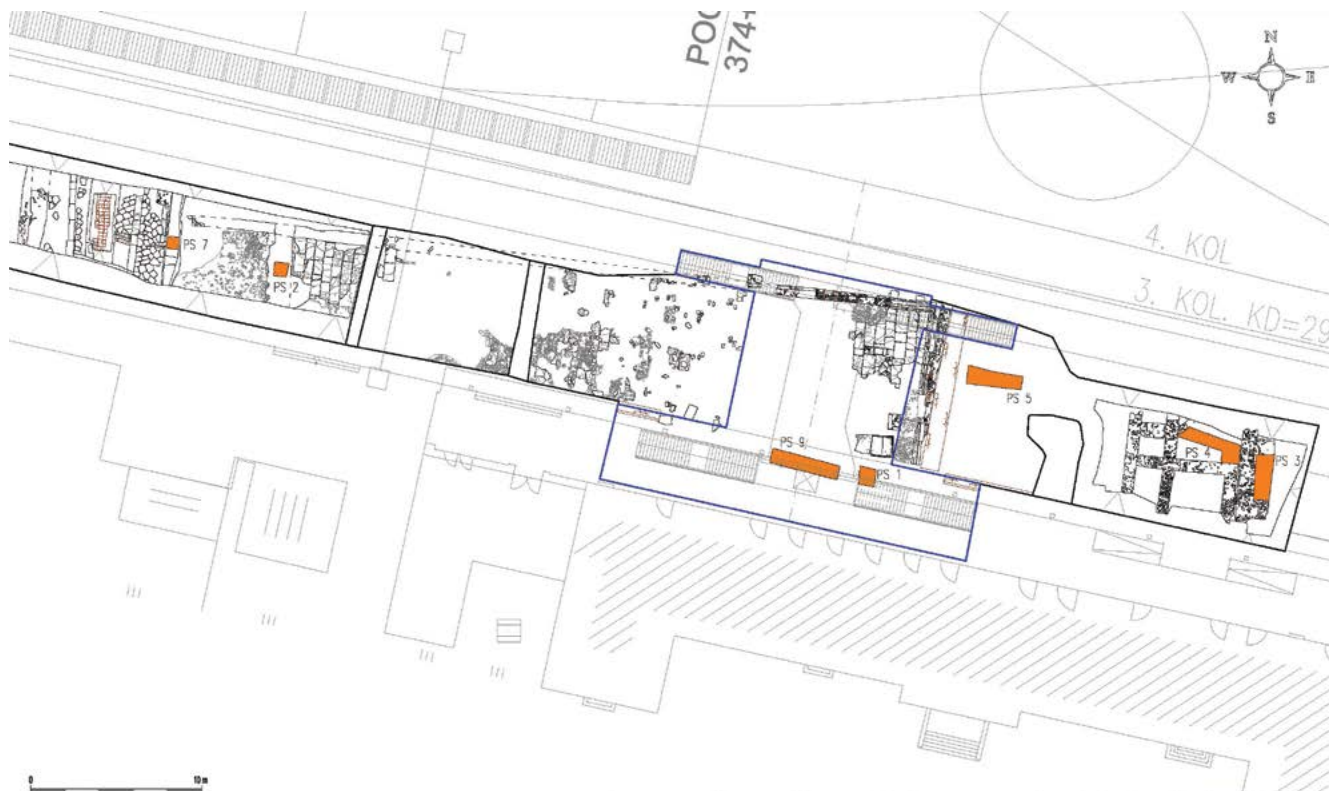 POC
374+
N
W E
S
4. KOL
3. KOL. KD=29
PS 7
PS 2
PS 5
PS 4
PS 3
PS 9
PS 1
0 10 m